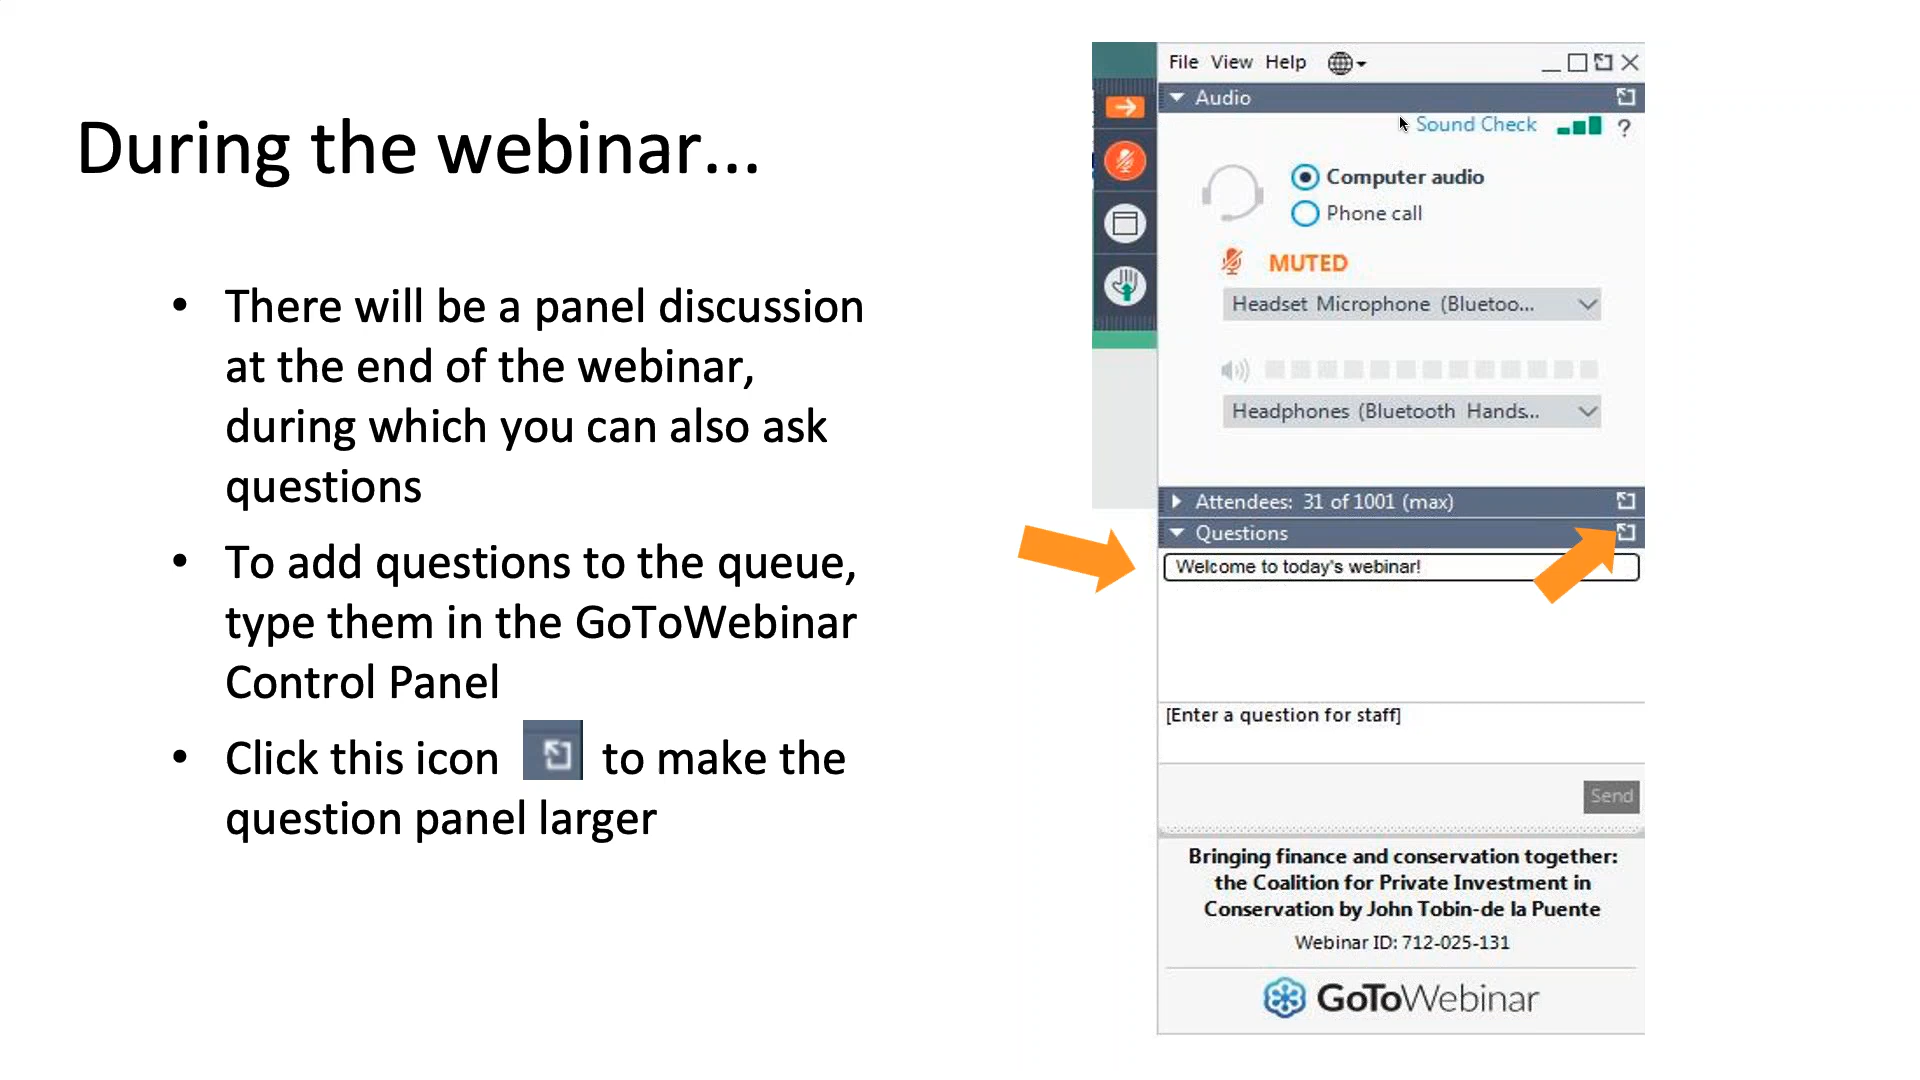 During the webinar...
• There will be a panel discussion
at the end of the webinar,
during which you can also ask
questions
• To add questions to the queue,
type them in the GoToWebinar
Control Panel
• Click this icon to make the
question panel larger
File View Help
Audio
Sound Check ?
Computer audio
Phone call
MUTED
Headset Microphone (Bluetoo...
Headphones (Bluetooth Hands...
Attendees: 31 of 1001 (max)
Questions
Welcome to today's webinar!
[Enter a question for staff]
Send
Bringing finance and conservation together:
the Coalition for Private Investment in
Conservation by John Tobin-de la Puente
Webinar ID: 712-025-131
GoToWebinar